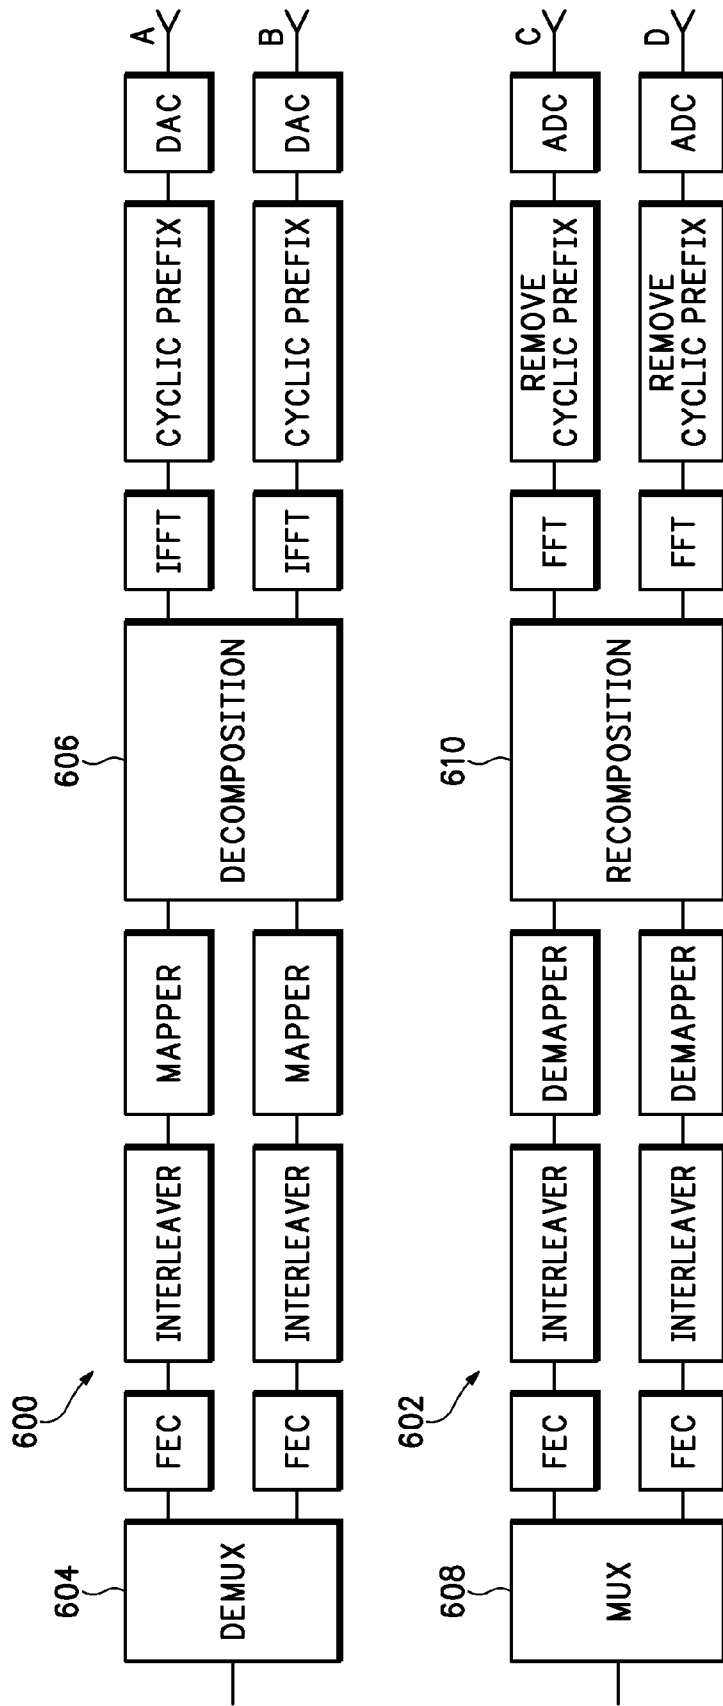 600
604
DEMUX
FEC
INTERLEAVER
MAPPER
606
DECOMPOSITION
IFFT
CYCLIC PREFIX
DAC
A
FEC
INTERLEAVER
MAPPER
IFFT
CYCLIC PREFIX
DAC
B
602
608
MUX
FEC
INTERLEAVER
DEMAPPER
610
RECOMPOSITION
FFT
REMOVE
CYCLIC PREFIX
ADC
C
FEC
INTERLEAVER
DEMAPPER
FFT
REMOVE
CYCLIC PREFIX
ADC
D